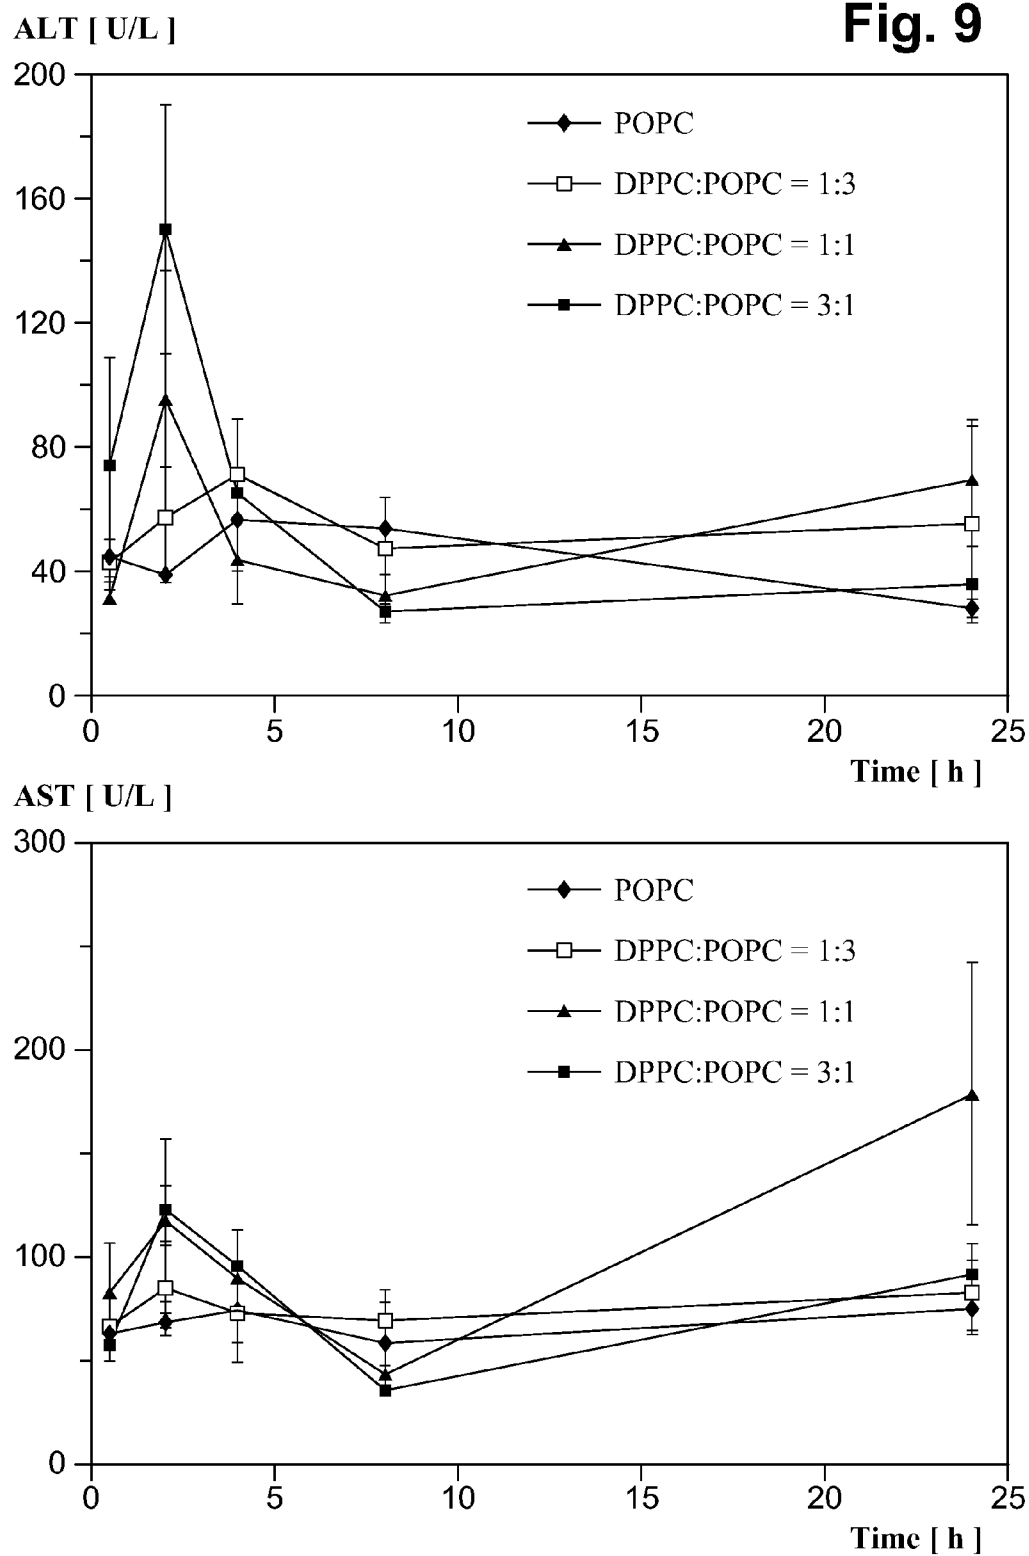 Fig. 9
ALT [ U/L ]
200
160
120
80
40
0
POPC
DPPC:POPC = 1:3
DPPC:POPC = 1:1
DPPC:POPC = 3:1
0 5 10 15 20 25
Time [ h ]
AST [ U/L ]
300
200
100
0
POPC
DPPC:POPC = 1:3
DPPC:POPC = 1:1
DPPC:POPC = 3:1
0 5 10 15 20 25
Time [ h ]